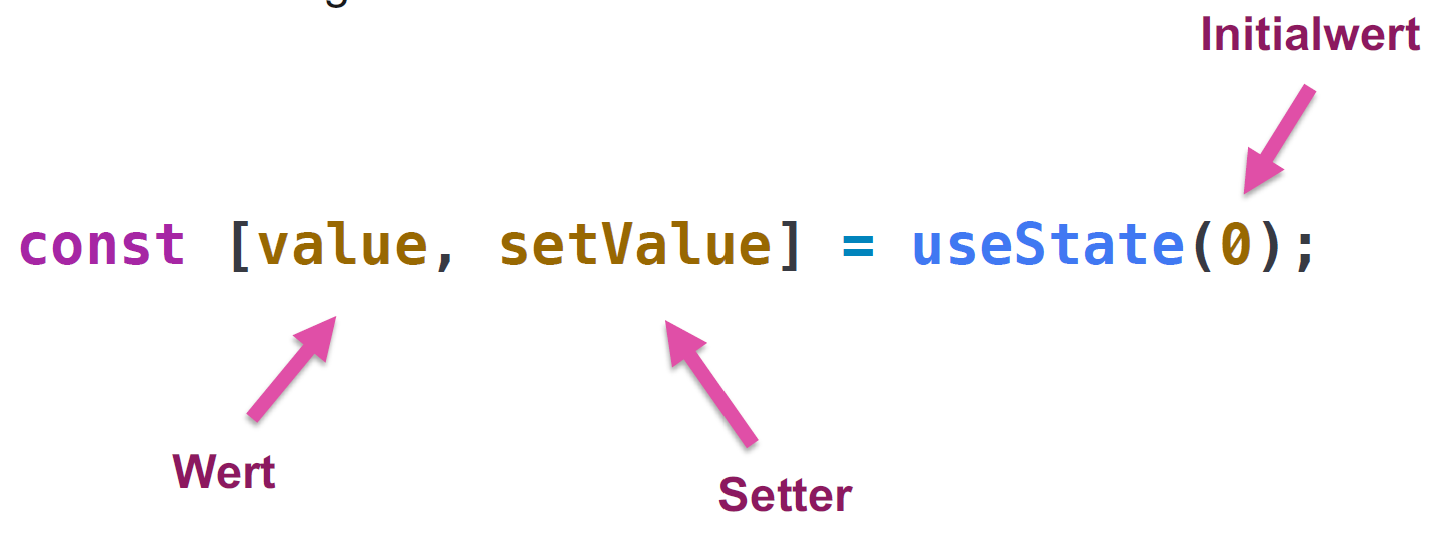 Initialwert
const [value, setValue] = useState(0);
Wert
Setter